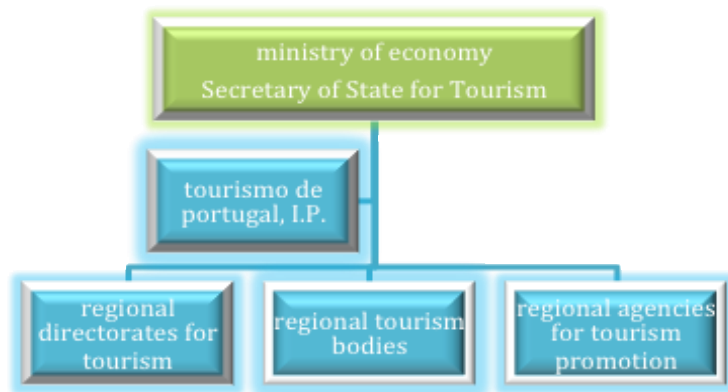 ministry of economy
Secretary of State for Tourism
tourismo de
portugal, I.P.
regional
directorates for
tourism
regional tourism
bodies
regional agencies
for tourism
promotion